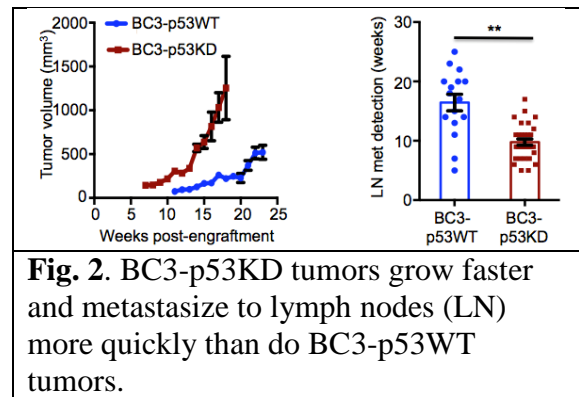 BC3-p53WT
BC3-p53KD
Tumor volume (mm³)
2000
1500
1000
500
0
0 5 10 15 20 25
Weeks post-engraftment
**
LN met detection (weeks)
30
20
10
0
BC3-
p53WT
BC3-
p53KD
Fig. 2. BC3-p53KD tumors grow faster
and metastasize to lymph nodes (LN)
more quickly than do BC3-p53WT
tumors.